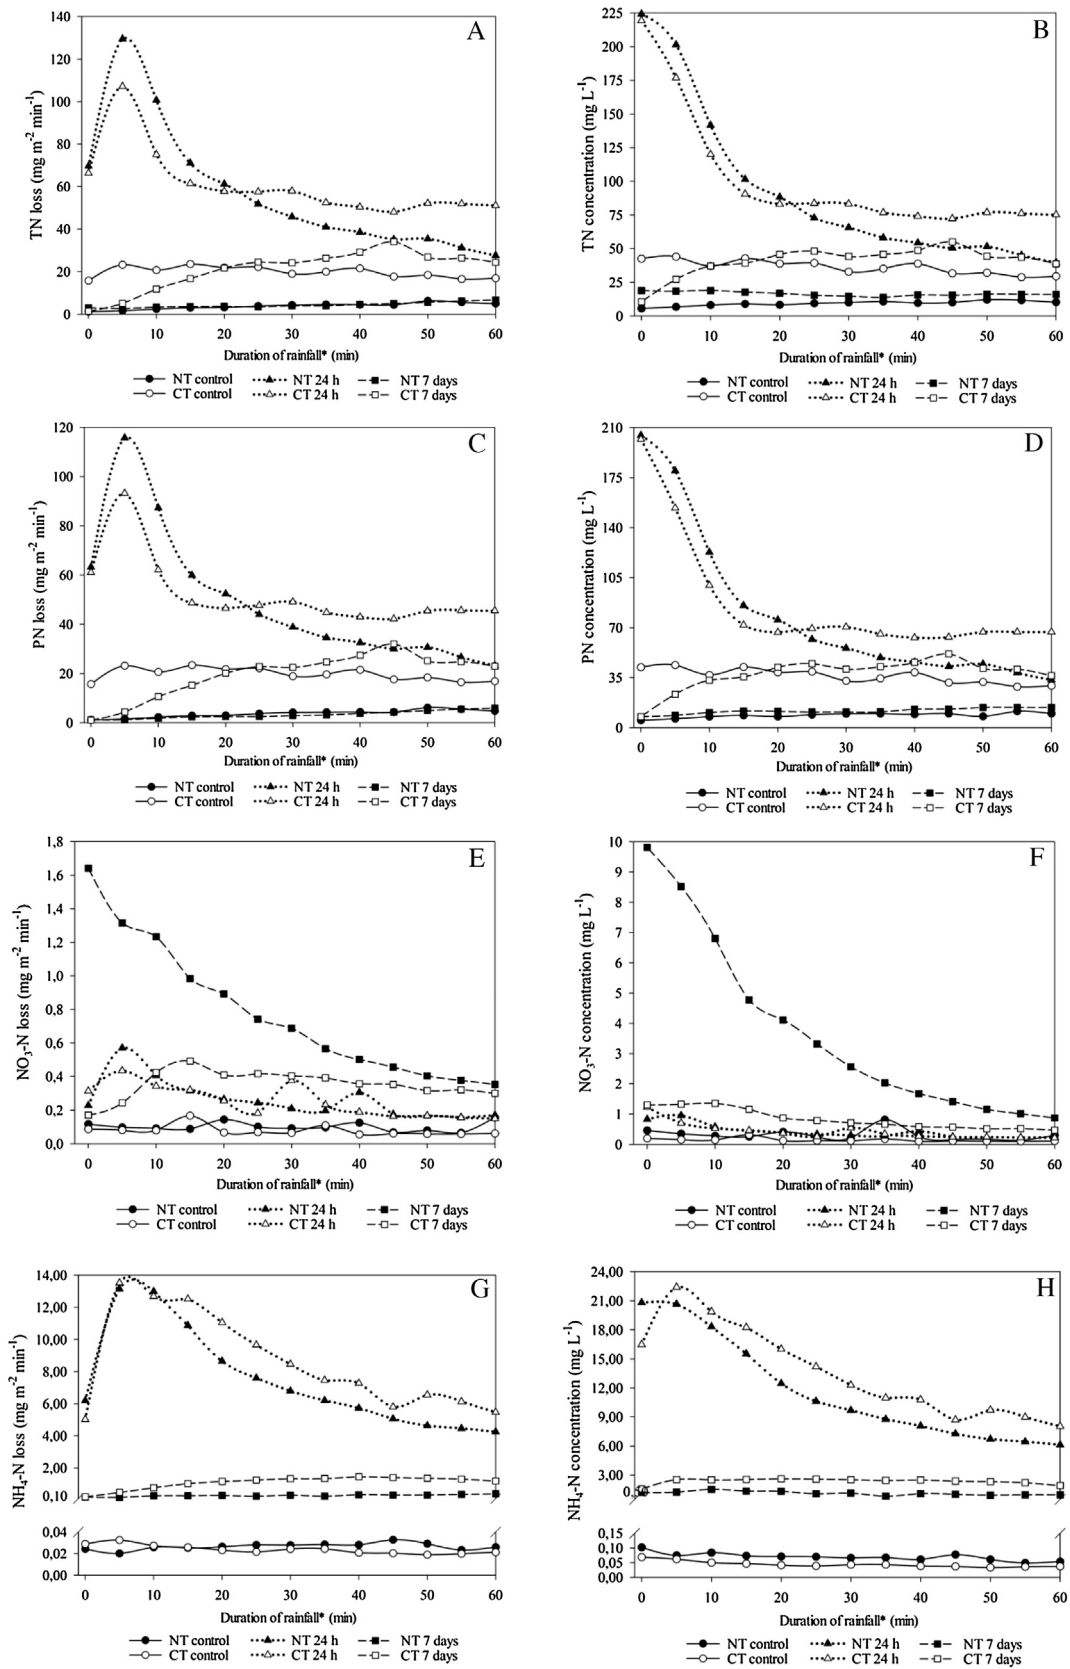 A
TN loss (mg m-2 min-1)
140
120
100
80
60
40
20
0
0 10 20 30 40 50 60
Duration of rainfall* (min)
NT control NT 24 h NT 7 days
CT control CT 24 h CT 7 days
B
TN concentration (mg L-1)
225
200
175
150
125
100
75
50
25
0
0 10 20 30 40 50 60
Duration of rainfall* (min)
NT control NT 24 h NT 7 days
CT control CT 24 h CT 7 days
C
PN loss (mg m-2 min-1)
120
100
80
60
40
20
0
0 10 20 30 40 50 60
Duration of rainfall* (min)
NT control NT 24 h NT 7 days
CT control CT 24 h CT 7 days
D
PN concentration (mg L-1)
210
175
140
105
70
35
0
0 10 20 30 40 50 60
Duration of rainfall* (min)
NT control NT 24 h NT 7 days
CT control CT 24 h CT 7 days
E
NO3-N loss (mg m-2 min-1)
1,8
1,6
1,4
1,2
1,0
0,8
0,6
0,4
0,2
0,0
0 10 20 30 40 50 60
Duration of rainfall* (min)
NT control NT 24 h NT 7 days
CT control CT 24 h CT 7 days
F
NO3-N concentration (mg L-1)
10
9
8
7
6
5
4
3
2
1
0
0 10 20 30 40 50 60
Duration of rainfall* (min)
NT control NT 24 h NT 7 days
CT control CT 24 h CT 7 days
G
NH4-N loss (mg m-2 min-1)
14,00
12,00
10,00
8,00
6,00
4,00
2,00
0,10
0,04
0,02
0,00
0 10 20 30 40 50 60
Duration of rainfall* (min)
NT control NT 24 h NT 7 days
CT control CT 24 h CT 7 days
H
NH4-N concentration (mg L-1)
24,00
21,00
18,00
15,00
12,00
9,00
6,00
3,00
0
0,15
0,10
0,05
0,00
0 10 20 30 40 50 60
Duration of rainfall* (min)
NT control NT 24 h NT 7 days
CT control CT 24 h CT 7 days